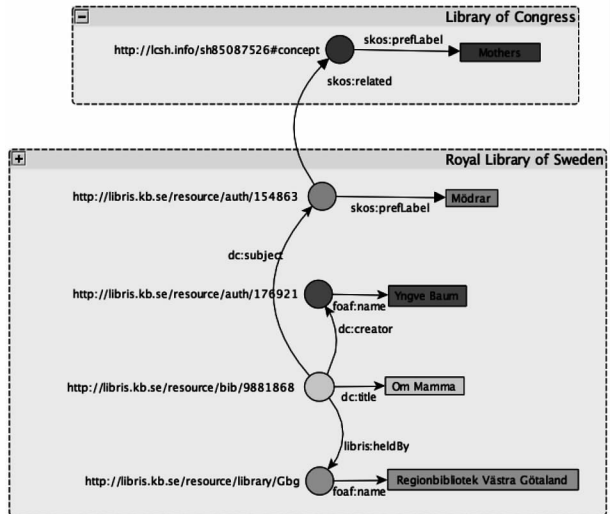 Library of Congress
http://lcsh.info/sh85087526#concept
skos:prefLabel
Mothers
skos:related
Royal Library of Sweden
http://libris.kb.se/resource/auth/154863
skos:prefLabel
Mödrar
dc:subject
http://libris.kb.se/resource/auth/176921
foaf:name
Yngve Baum
dc:creator
http://libris.kb.se/resource/bib/9881868
dc:title
Om Mamma
libris:heldBy
http://libris.kb.se/resource/library/Gbg
foaf:name
Regionbibliotek Västra Götaland